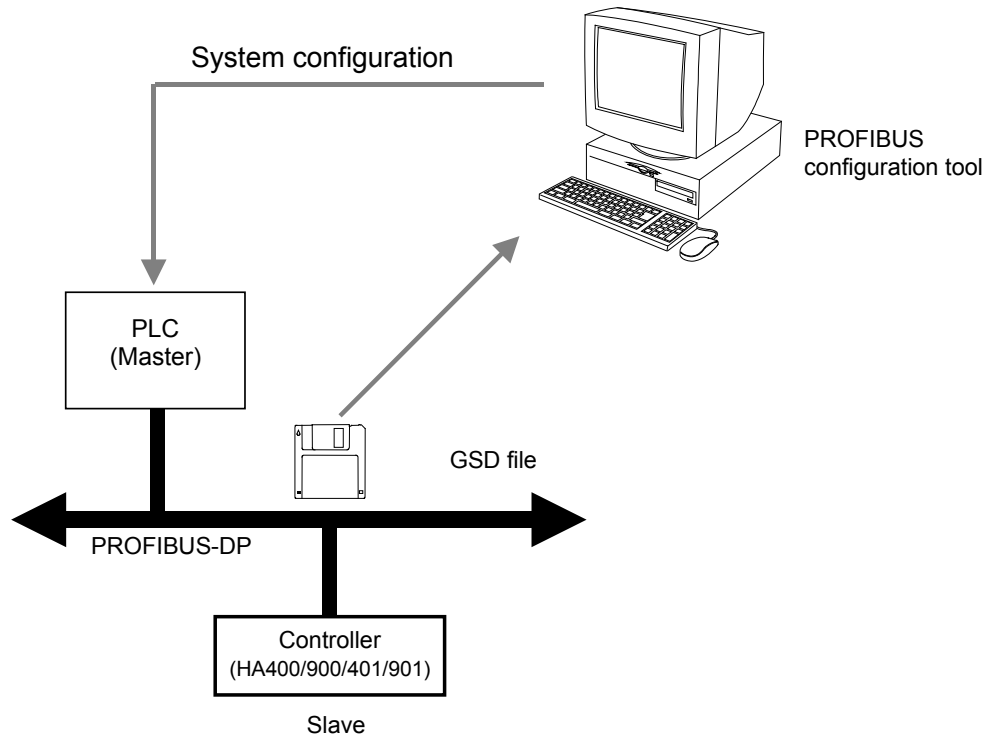 System configuration
PROFIBUS
configuration tool
PLC
(Master)
GSD file
PROFIBUS-DP
Controller
(HA400/900/401/901)
Slave